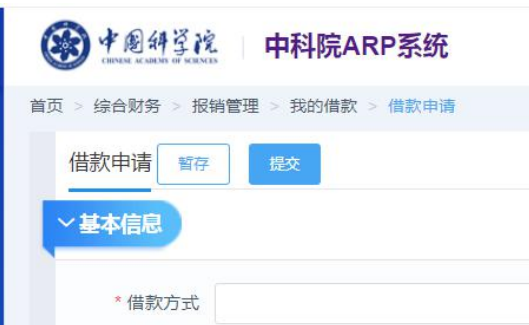 中国科学院 中科院ARP系统
CHINESE ACADEMY OF SCIENCES
首页 > 综合财务 > 报销管理 > 我的借款 > 借款申请
借款申请 暂存 提交
基本信息
* 借款方式